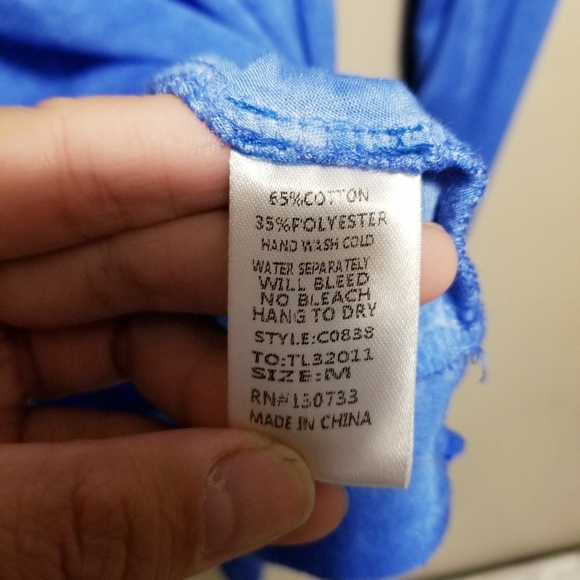 65%COTTON
35%POLYESTER
HAND WASH COLD
WATER SEPARATELY
WILL BLEED
NO BLEACH
HANG TO DRY
STYLE:C0838
TO:TL32011
SIZE:M
RN#130733
MADE IN CHINA